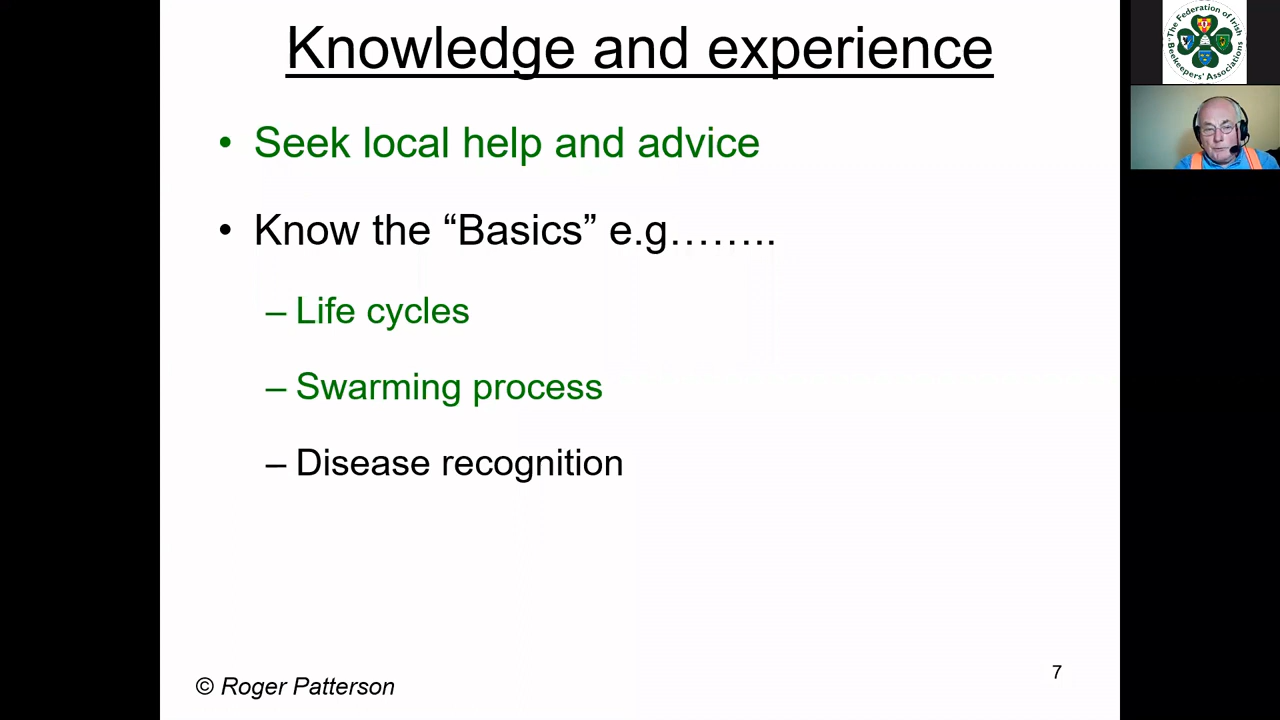 Knowledge and experience
• Seek local help and advice
• Know the “Basics” e.g……..
– Life cycles
– Swarming process
– Disease recognition
© Roger Patterson
7
The Federation of Irish
Beekeepers' Associations